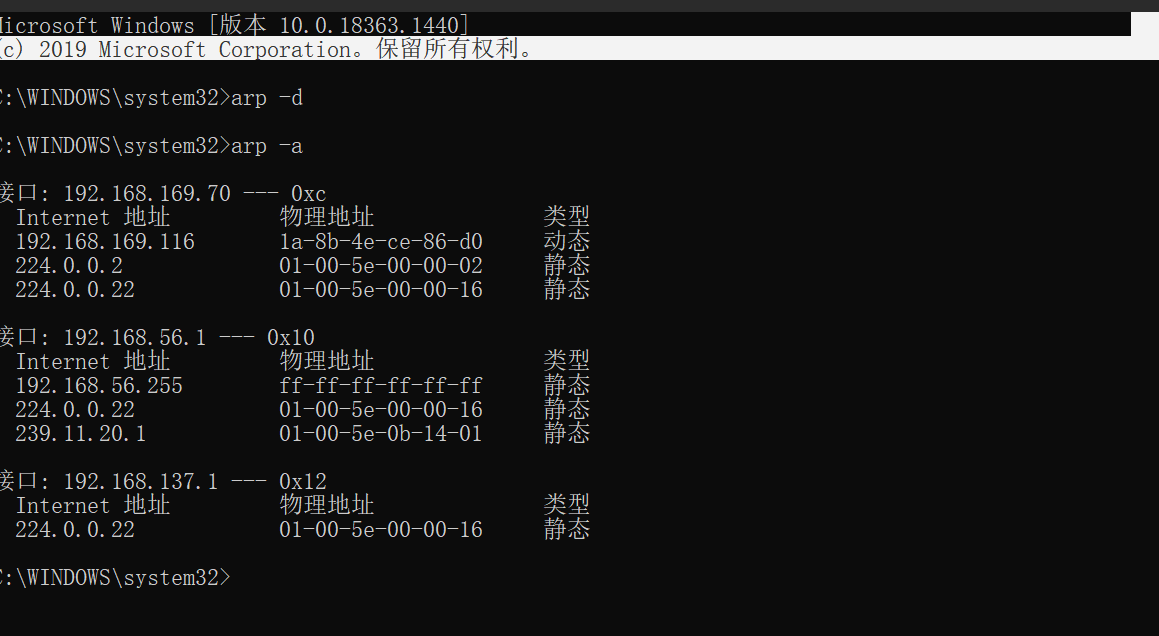 Microsoft Windows [版本 10.0.18363.1440]
(c) 2019 Microsoft Corporation。保留所有权利。
C:\WINDOWS\system32>arp -d
C:\WINDOWS\system32>arp -a
接口: 192.168.169.70 --- 0xc
Internet 地址 物理地址 类型
192.168.169.116 1a-8b-4e-ce-86-d0 动态
224.0.0.2 01-00-5e-00-00-02 静态
224.0.0.22 01-00-5e-00-00-16 静态
接口: 192.168.56.1 --- 0x10
Internet 地址 物理地址 类型
192.168.56.255 ff-ff-ff-ff-ff-ff 静态
224.0.0.22 01-00-5e-00-00-16 静态
239.11.20.1 01-00-5e-0b-14-01 静态
接口: 192.168.137.1 --- 0x12
Internet 地址 物理地址 类型
224.0.0.22 01-00-5e-00-00-16 静态
C:\WINDOWS\system32>